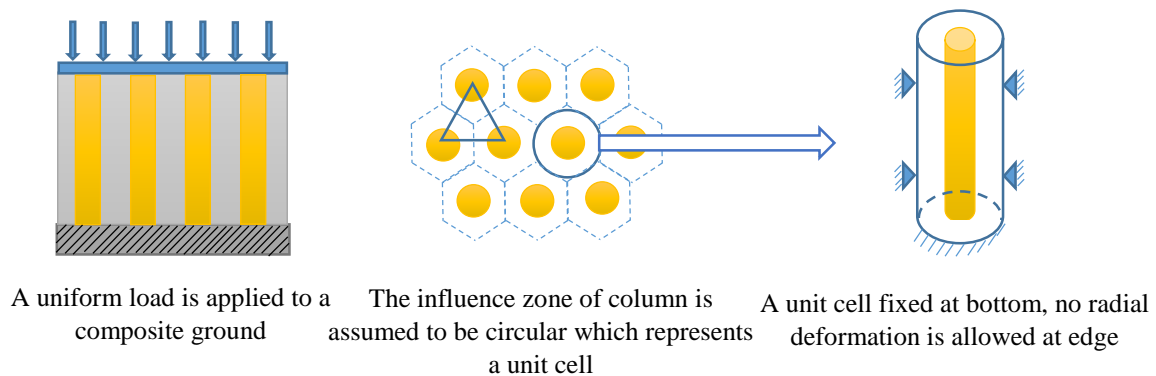 A uniform load is applied to a
composite ground
The influence zone of column is
assumed to be circular which represents
a unit cell
A unit cell fixed at bottom, no radial
deformation is allowed at edge